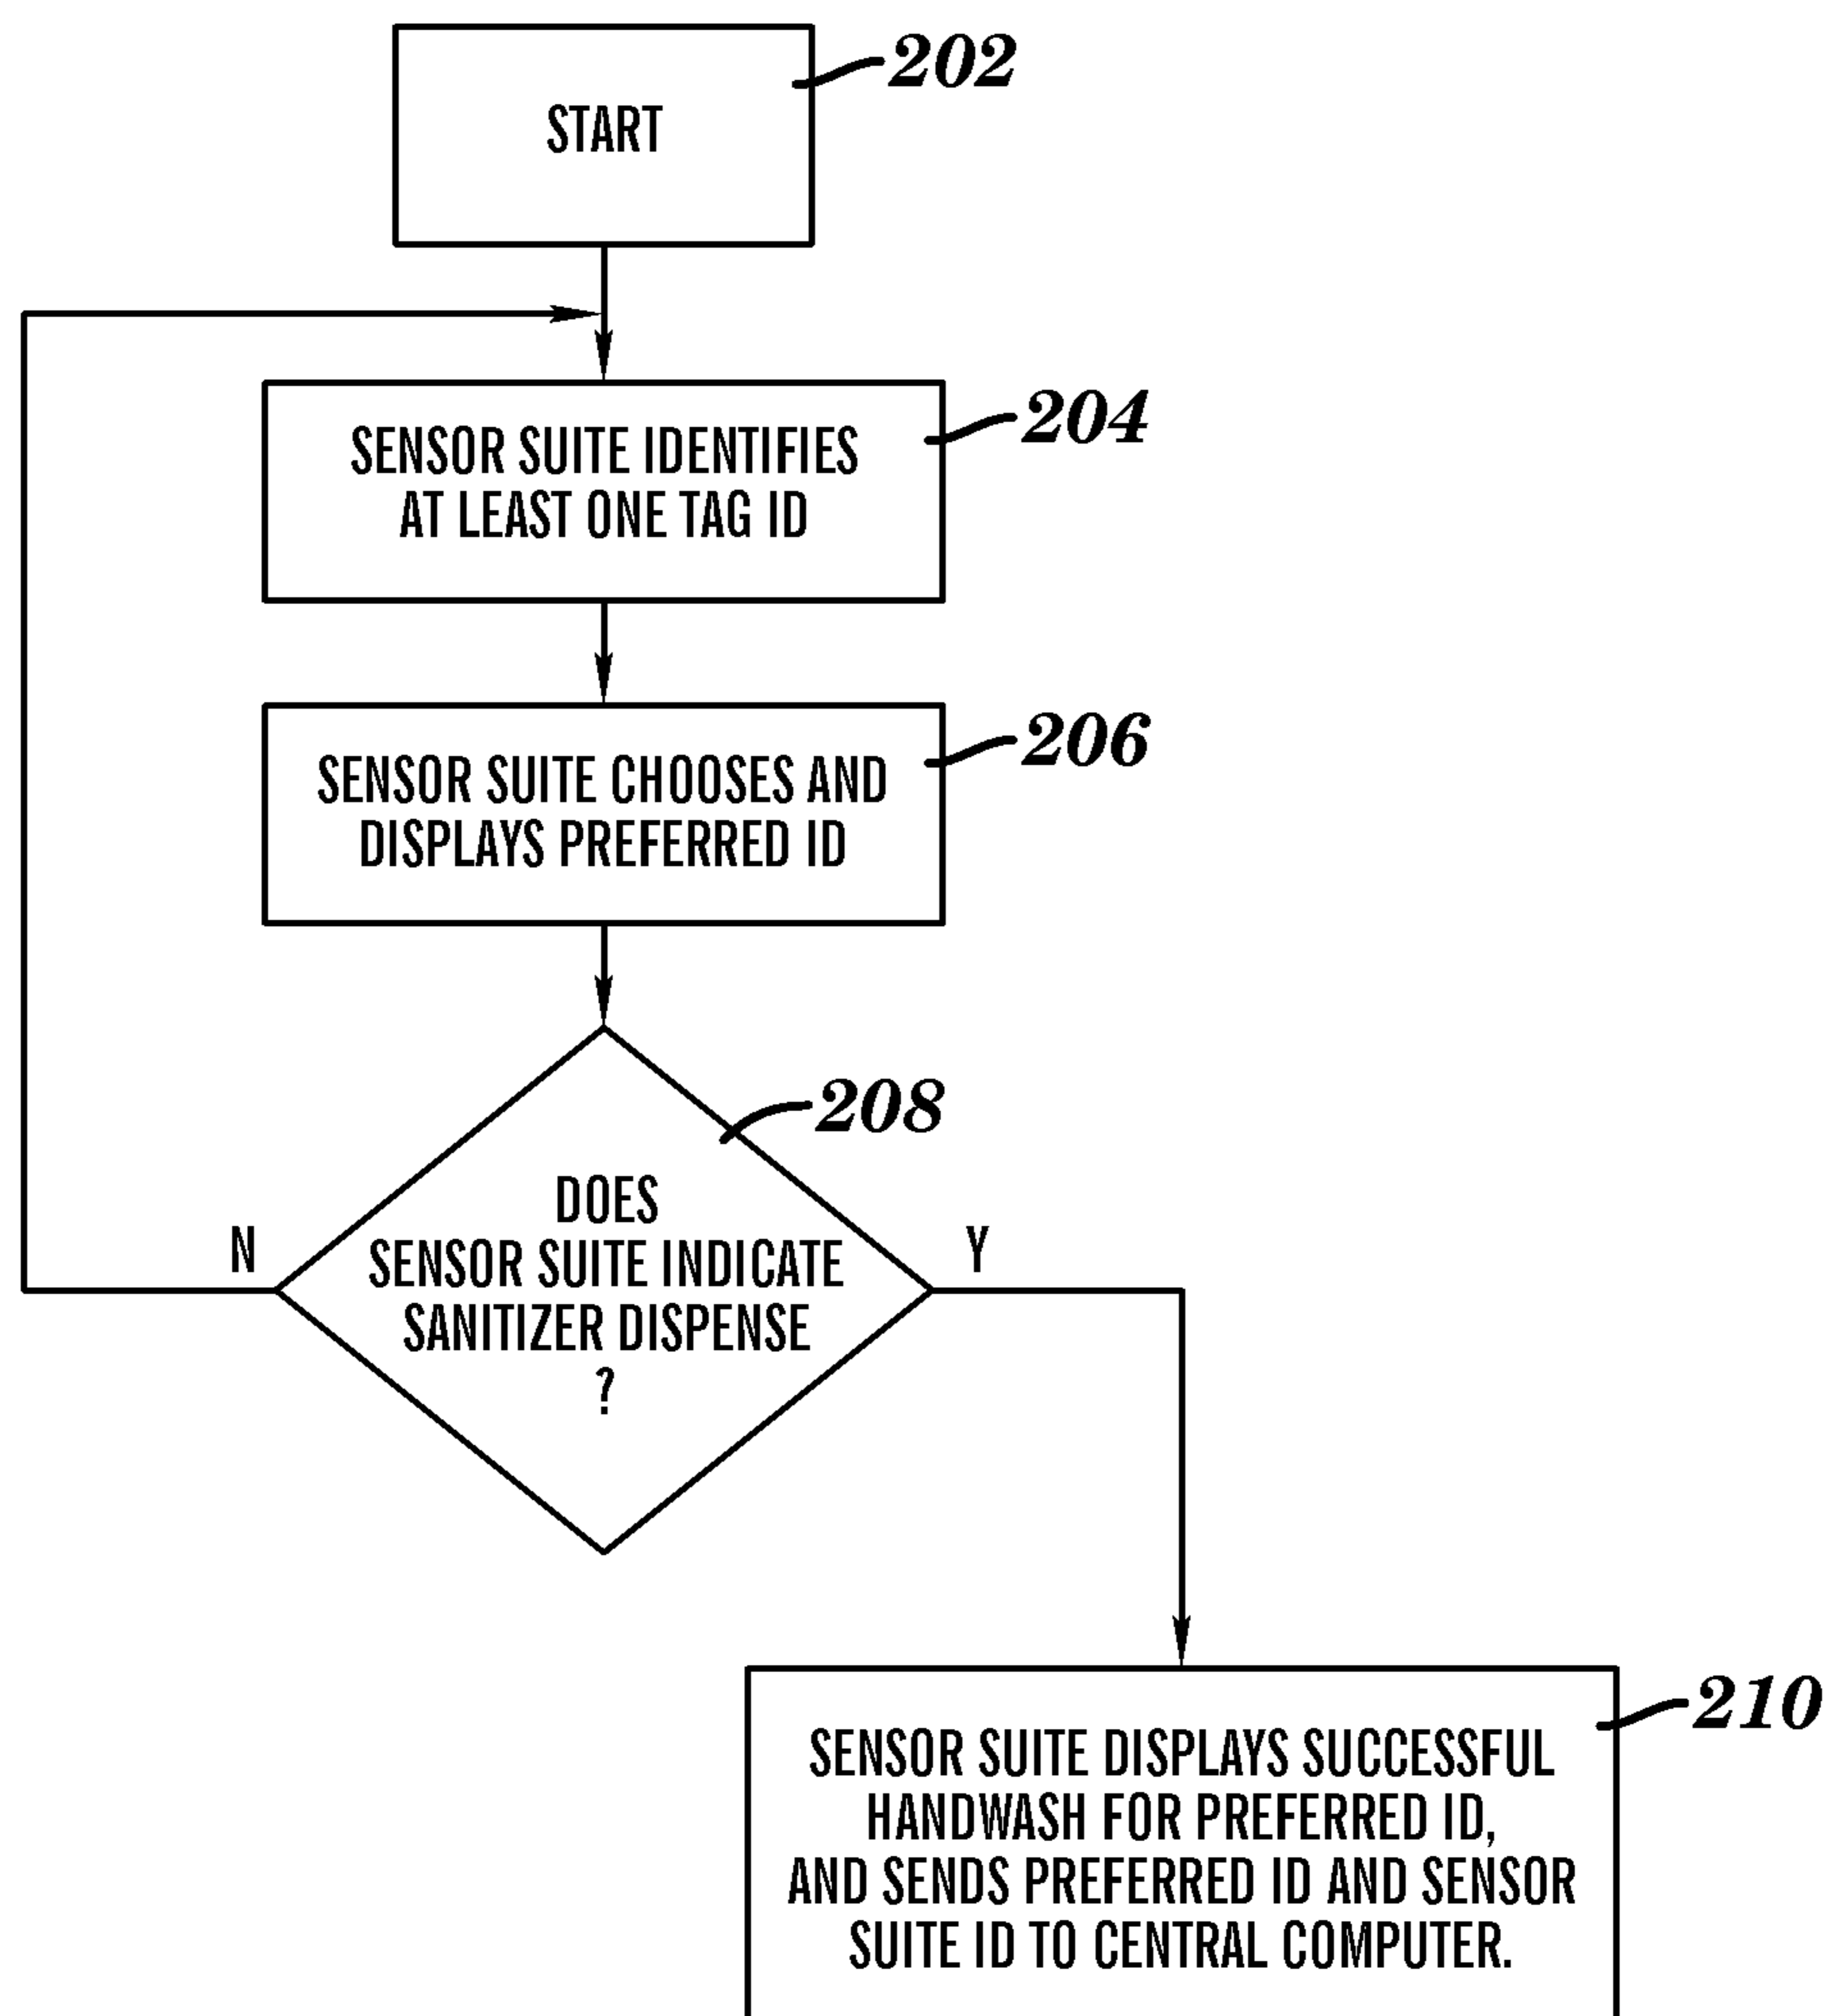 202
START
204
SENSOR SUITE IDENTIFIES
AT LEAST ONE TAG ID
206
SENSOR SUITE CHOOSES AND
DISPLAYS PREFERRED ID
208
DOES
SENSOR SUITE INDICATE
SANITIZER DISPENSE
?
N
Y
210
SENSOR SUITE DISPLAYS SUCCESSFUL
HANDWASH FOR PREFERRED ID,
AND SENDS PREFERRED ID AND SENSOR
SUITE ID TO CENTRAL COMPUTER.